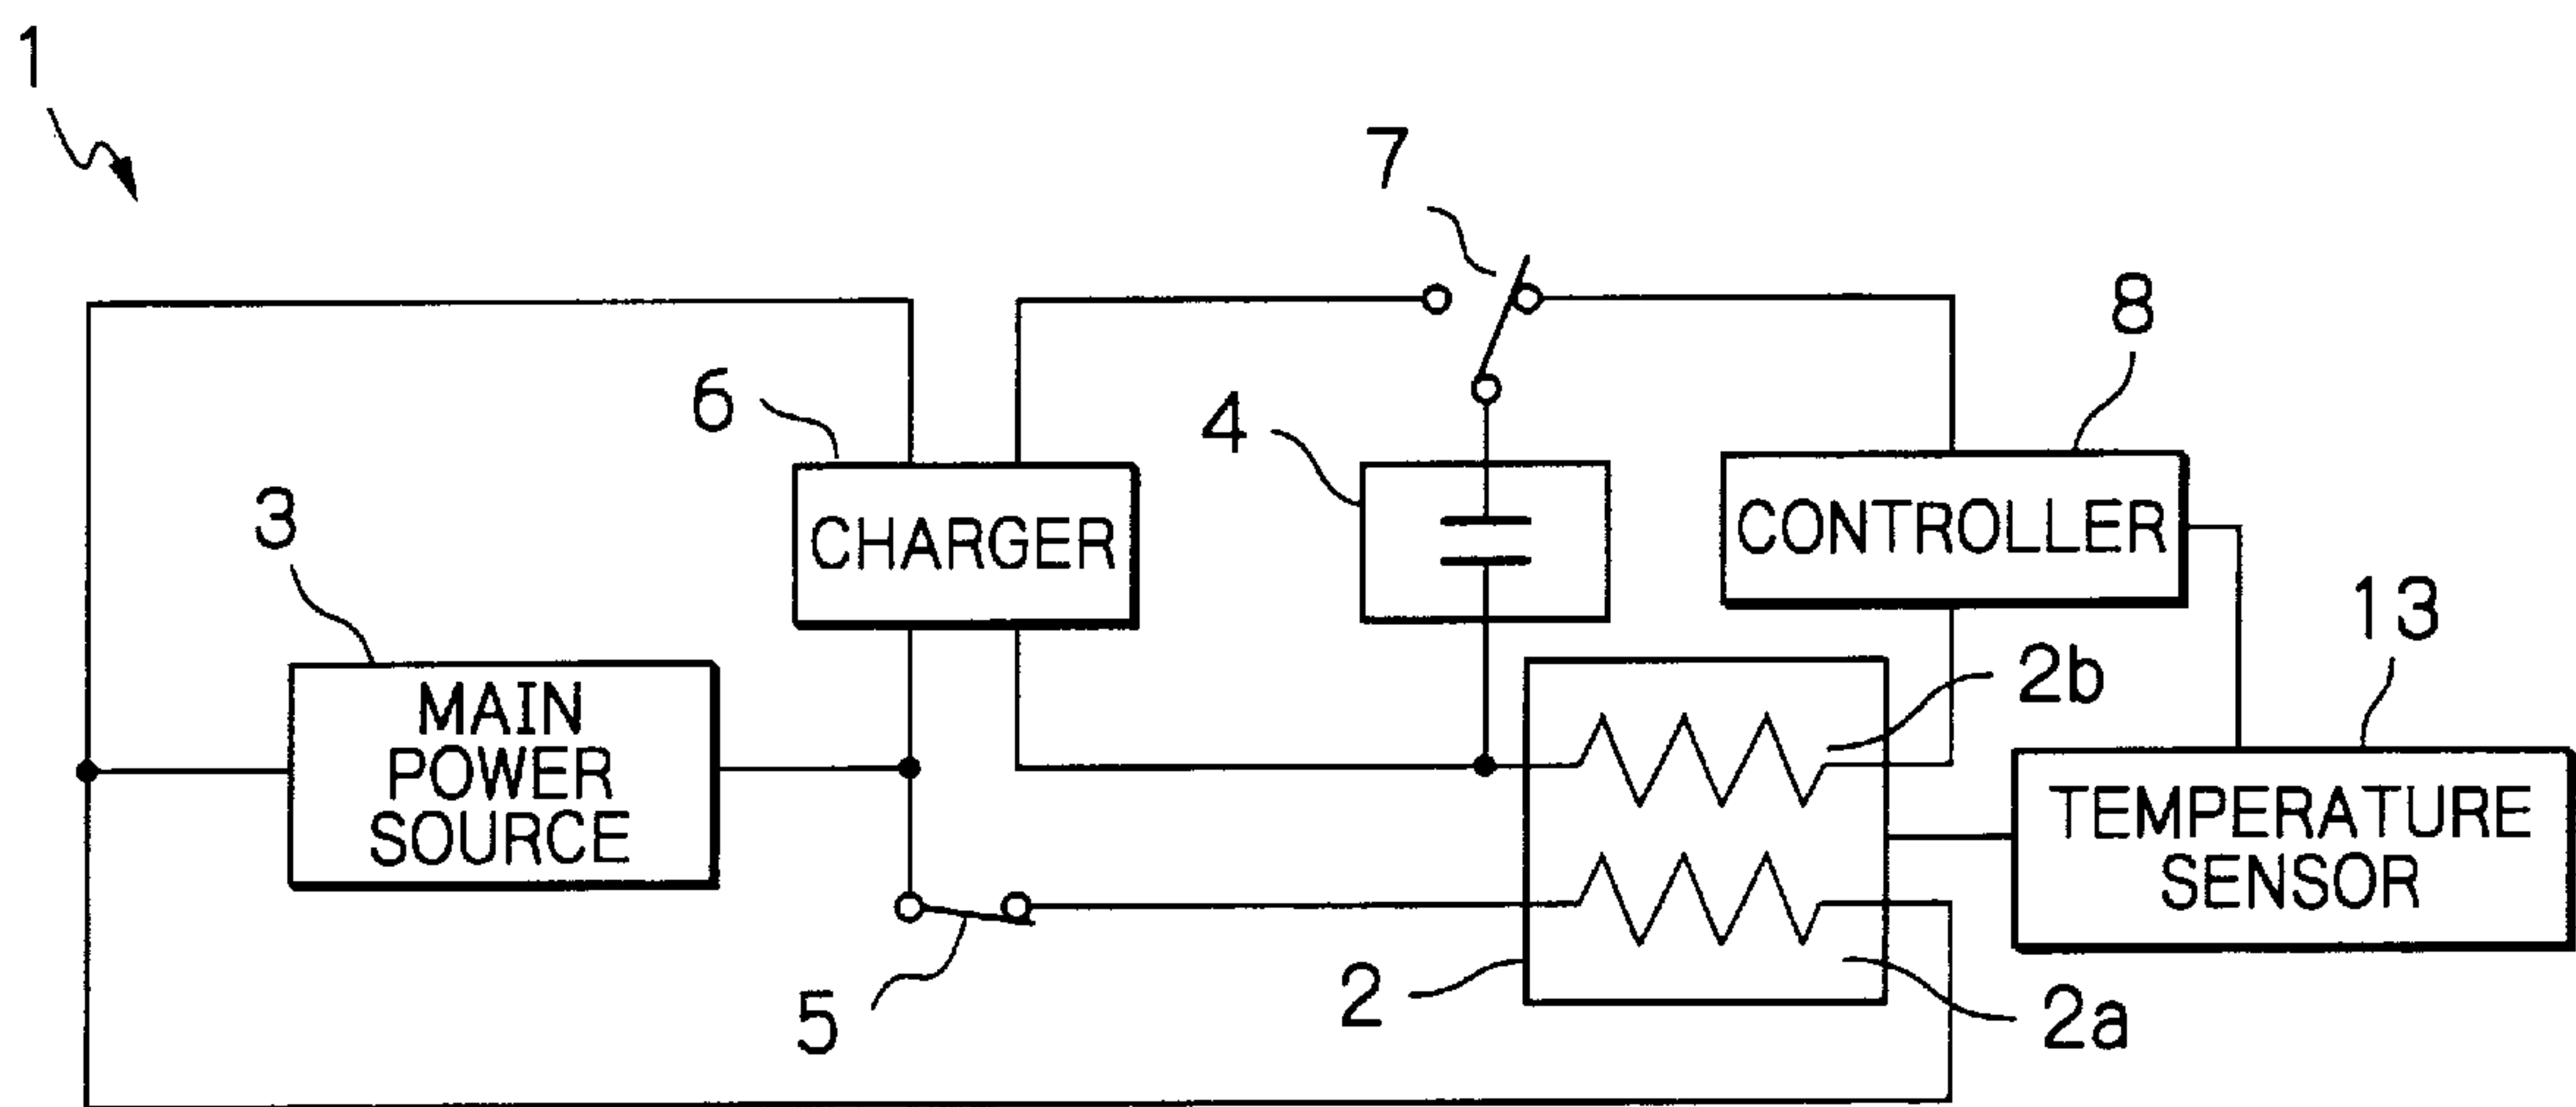 1
7
8
6
4
CHARGER
CONTROLLER
3
13
MAIN
POWER
SOURCE
2b
TEMPERATURE
SENSOR
5
2
2a